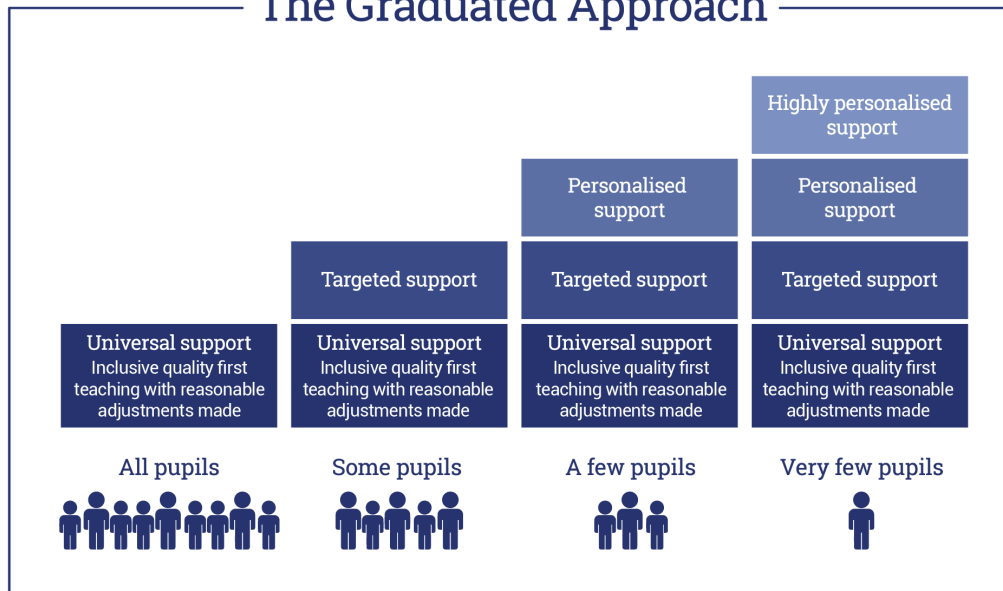 The Graduated Approach
Highly personalised
support
Personalised
support
Personalised
support
Targeted support
Targeted support
Targeted support
Universal support
Inclusive quality first
teaching with reasonable
adjustments made
Universal support
Inclusive quality first
teaching with reasonable
adjustments made
Universal support
Inclusive quality first
teaching with reasonable
adjustments made
Universal support
Inclusive quality first
teaching with reasonable
adjustments made
All pupils
Some pupils
A few pupils
Very few pupils